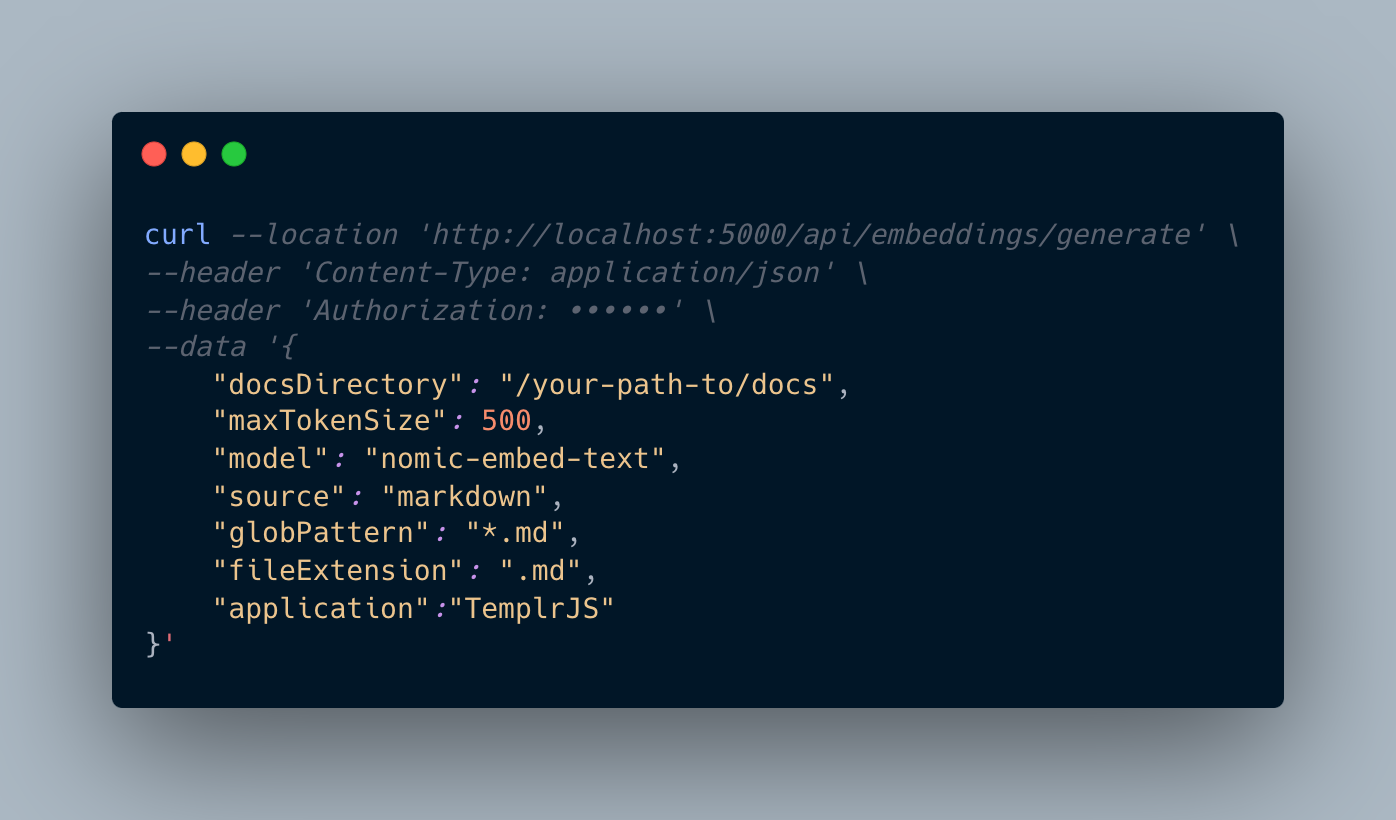 curl --location 'http://localhost:5000/api/embeddings/generate' \
--header 'Content-Type: application/json' \
--header 'Authorization: ••••••' \
--data '{
    "docsDirectory": "/your-path-to/docs",
    "maxTokenSize": 500,
    "model": "nomic-embed-text",
    "source": "markdown",
    "globPattern": "*.md",
    "fileExtension": ".md",
    "application":"TemplrJS"
}'